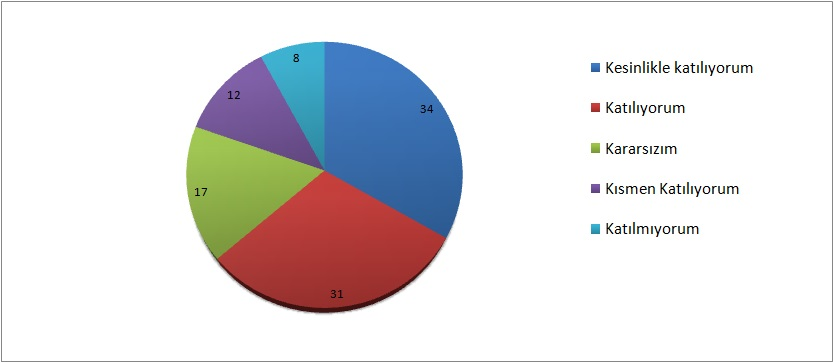 8
12
34
17
31
Kesinlikle katılıyorum
Katılıyorum
Kararsızım
Kısmen Katılıyorum
Katılmıyorum